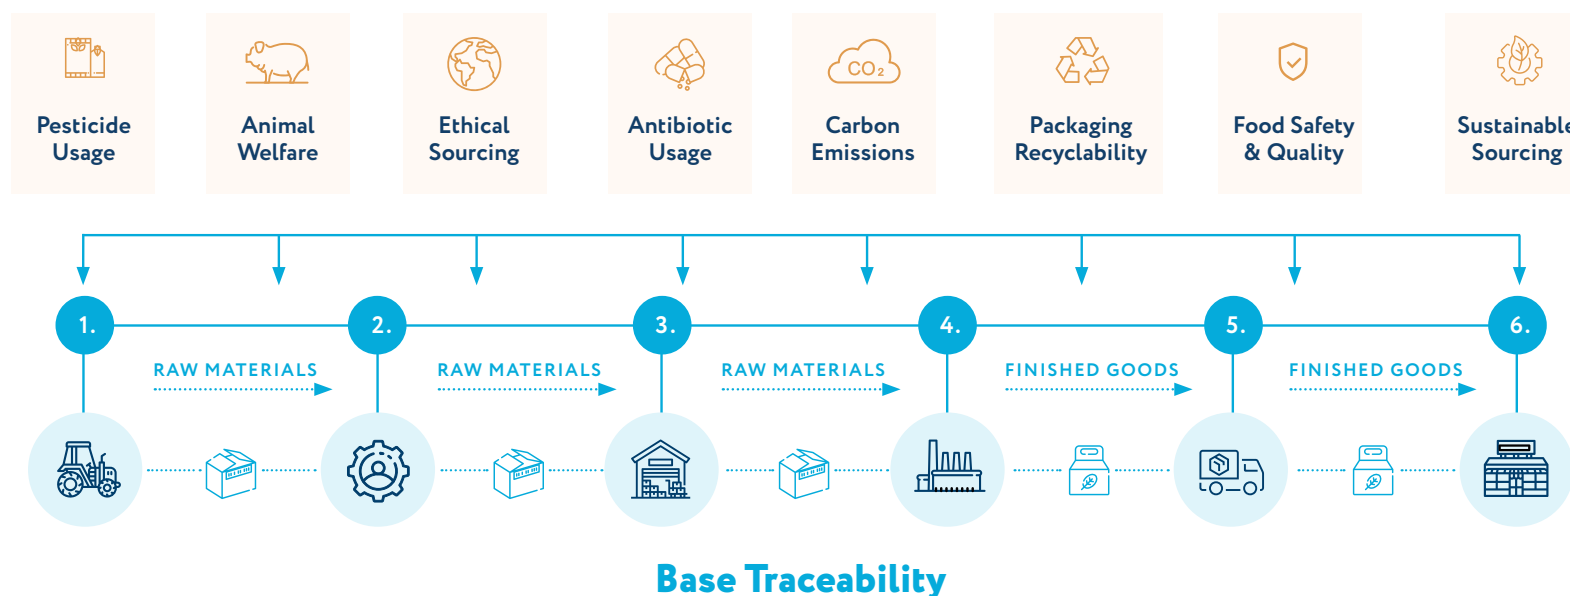 CO₂
Pesticide
Usage
Animal
Welfare
Ethical
Sourcing
Antibiotic
Usage
Carbon
Emissions
Packaging
Recyclability
Food Safety
& Quality
Sustainable
Sourcing
1.
2.
3.
4.
5.
6.
RAW MATERIALS
RAW MATERIALS
RAW MATERIALS
FINISHED GOODS
FINISHED GOODS
Base Traceability